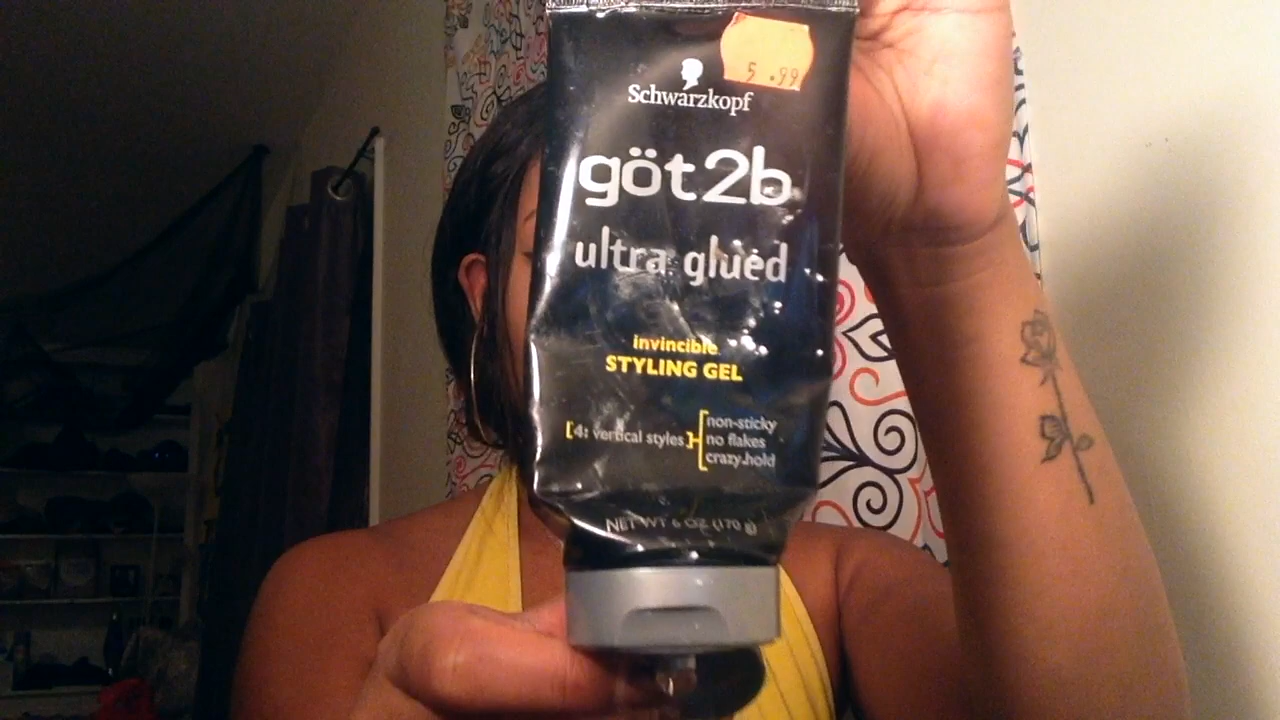 5.99
Schwarzkopf
göt2b
ultra glued
invincible
STYLING GEL
[4: vertical styles]
non-sticky
no flakes
crazy hold
NET WT 6 OZ (170 g)